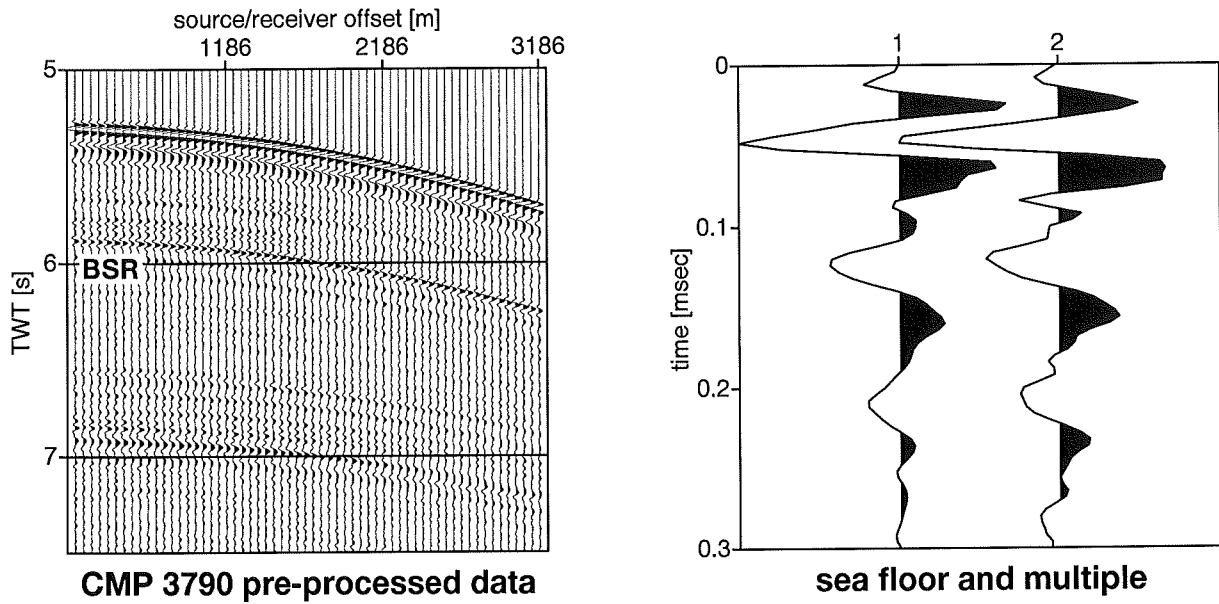 source/receiver offset [m]
1186 2186 3186
5
BSR
6
7
TWT [s]
CMP 3790 pre-processed data
1 2
0
0.1
0.2
0.3
time [msec]
sea floor and multiple